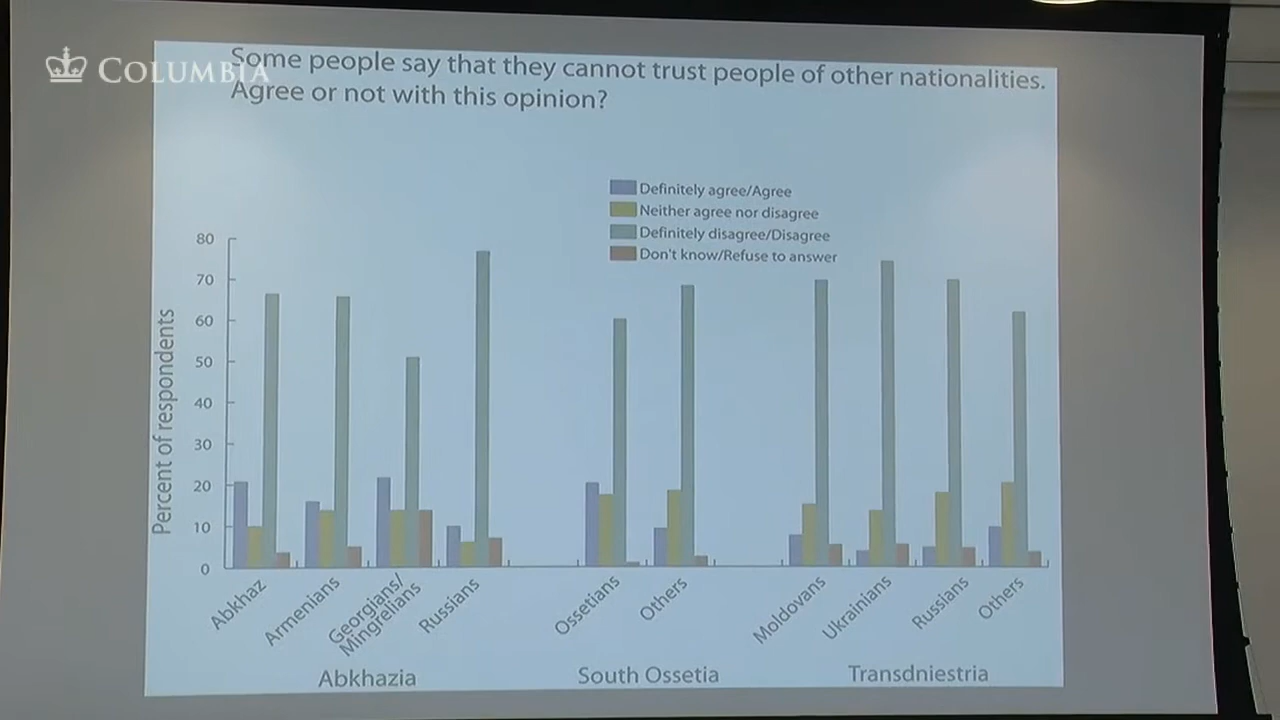 COLUMBIA
Some people say that they cannot trust people of other nationalities.
Agree or not with this opinion?
Definitely agree/Agree
Neither agree nor disagree
Definitely disagree/Disagree
Don't know/Refuse to answer
Percent of respondents
80
70
60
50
40
30
20
10
0
Abkhaz
Armenians
Georgians/
Mingrelians
Russians
Ossetians
Others
Moldovans
Ukrainians
Russians
Others
Abkhazia
South Ossetia
Transdniestria